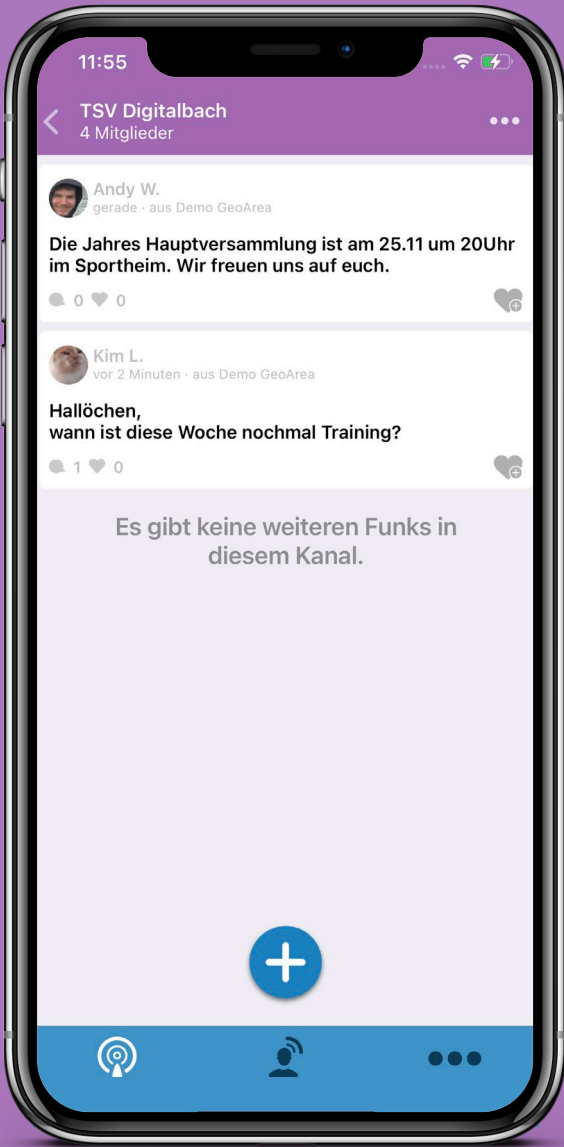 11:55
TSV Digitalbach
4 Mitglieder
Andy W.
gerade · aus Demo GeoArea
Die Jahres Hauptversammlung ist am 25.11 um 20Uhr
im Sportheim. Wir freuen uns auf euch.
0 0
Kim L.
vor 2 Minuten · aus Demo GeoArea
Hallöchen,
wann ist diese Woche nochmal Training?
1 0
Es gibt keine weiteren Funks in
diesem Kanal.